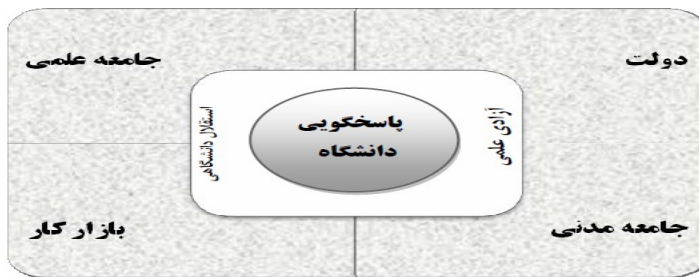 دولت
جامعه علمی
آزادی علمی
پاسخگویی
دانشگاه
استقلال دانشگاهی
جامعه مدنی
بازار کار